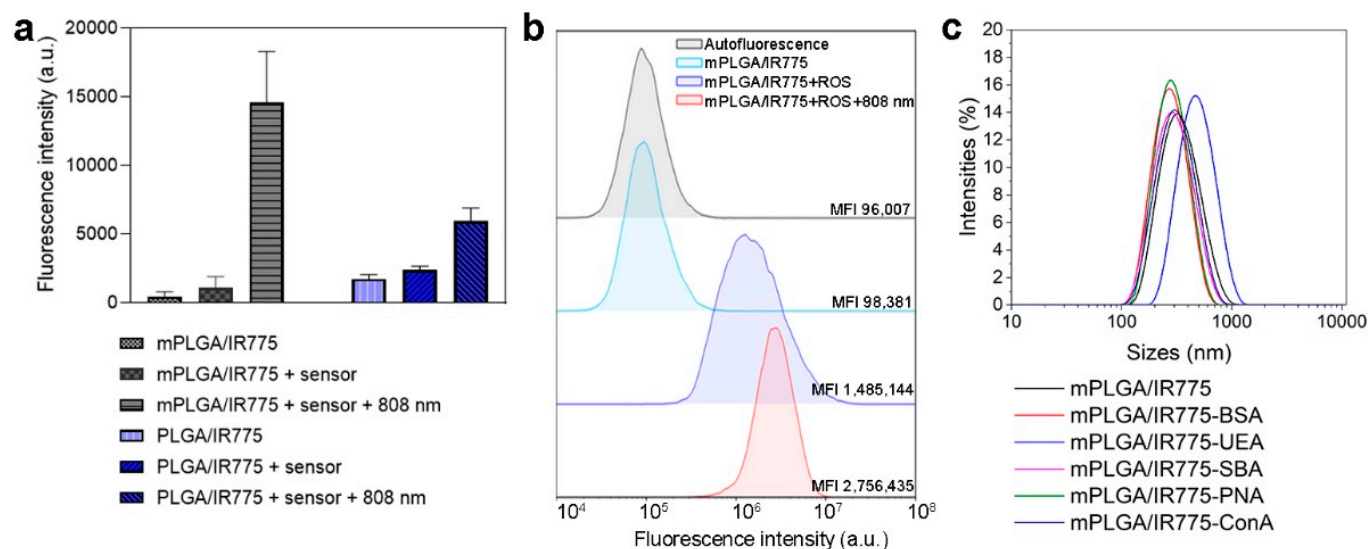 a
Fluorescence intensity (a.u.)
20000
15000
10000
5000
0
mPLGA/IR775
mPLGA/IR775 + sensor
mPLGA/IR775 + sensor + 808 nm
PLGA/IR775
PLGA/IR775 + sensor
PLGA/IR775 + sensor + 808 nm
b
Autofluorescence
mPLGA/IR775
mPLGA/IR775+ROS
mPLGA/IR775+ROS+808 nm
MFI 96,007
MFI 98,381
MFI 1,485,144
MFI 2,756,435
10⁴ 10⁵ 10⁶ 10⁷ 10⁸
Fluorescence intensity (a.u.)
c
Intensities (%)
20
18
16
14
12
10
8
6
4
2
0
10 100 1000 10000
Sizes (nm)
mPLGA/IR775
mPLGA/IR775-BSA
mPLGA/IR775-UEA
mPLGA/IR775-SBA
mPLGA/IR775-PNA
mPLGA/IR775-ConA